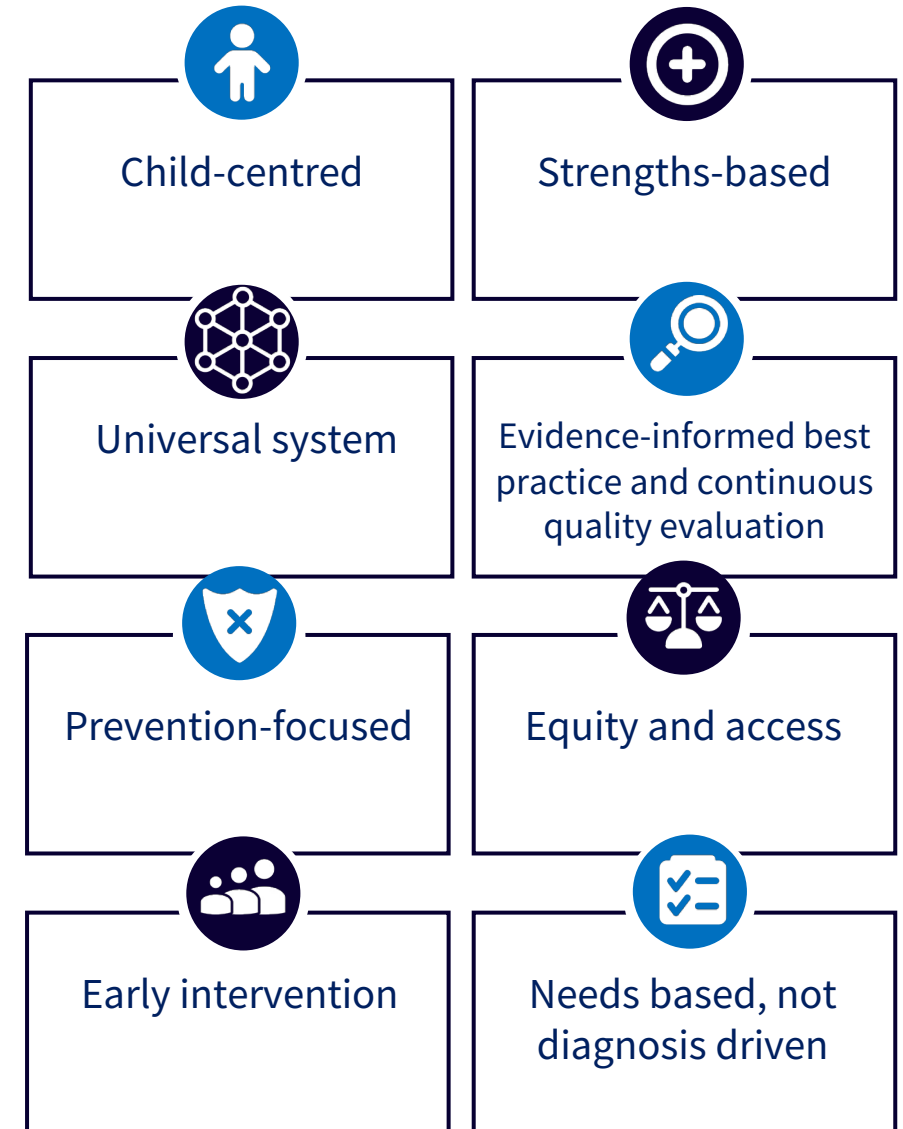 Child-centred
Strengths-based
Universal system
Evidence-informed best
practice and continuous
quality evaluation
Prevention-focused
Equity and access
Early intervention
Needs based, not
diagnosis driven